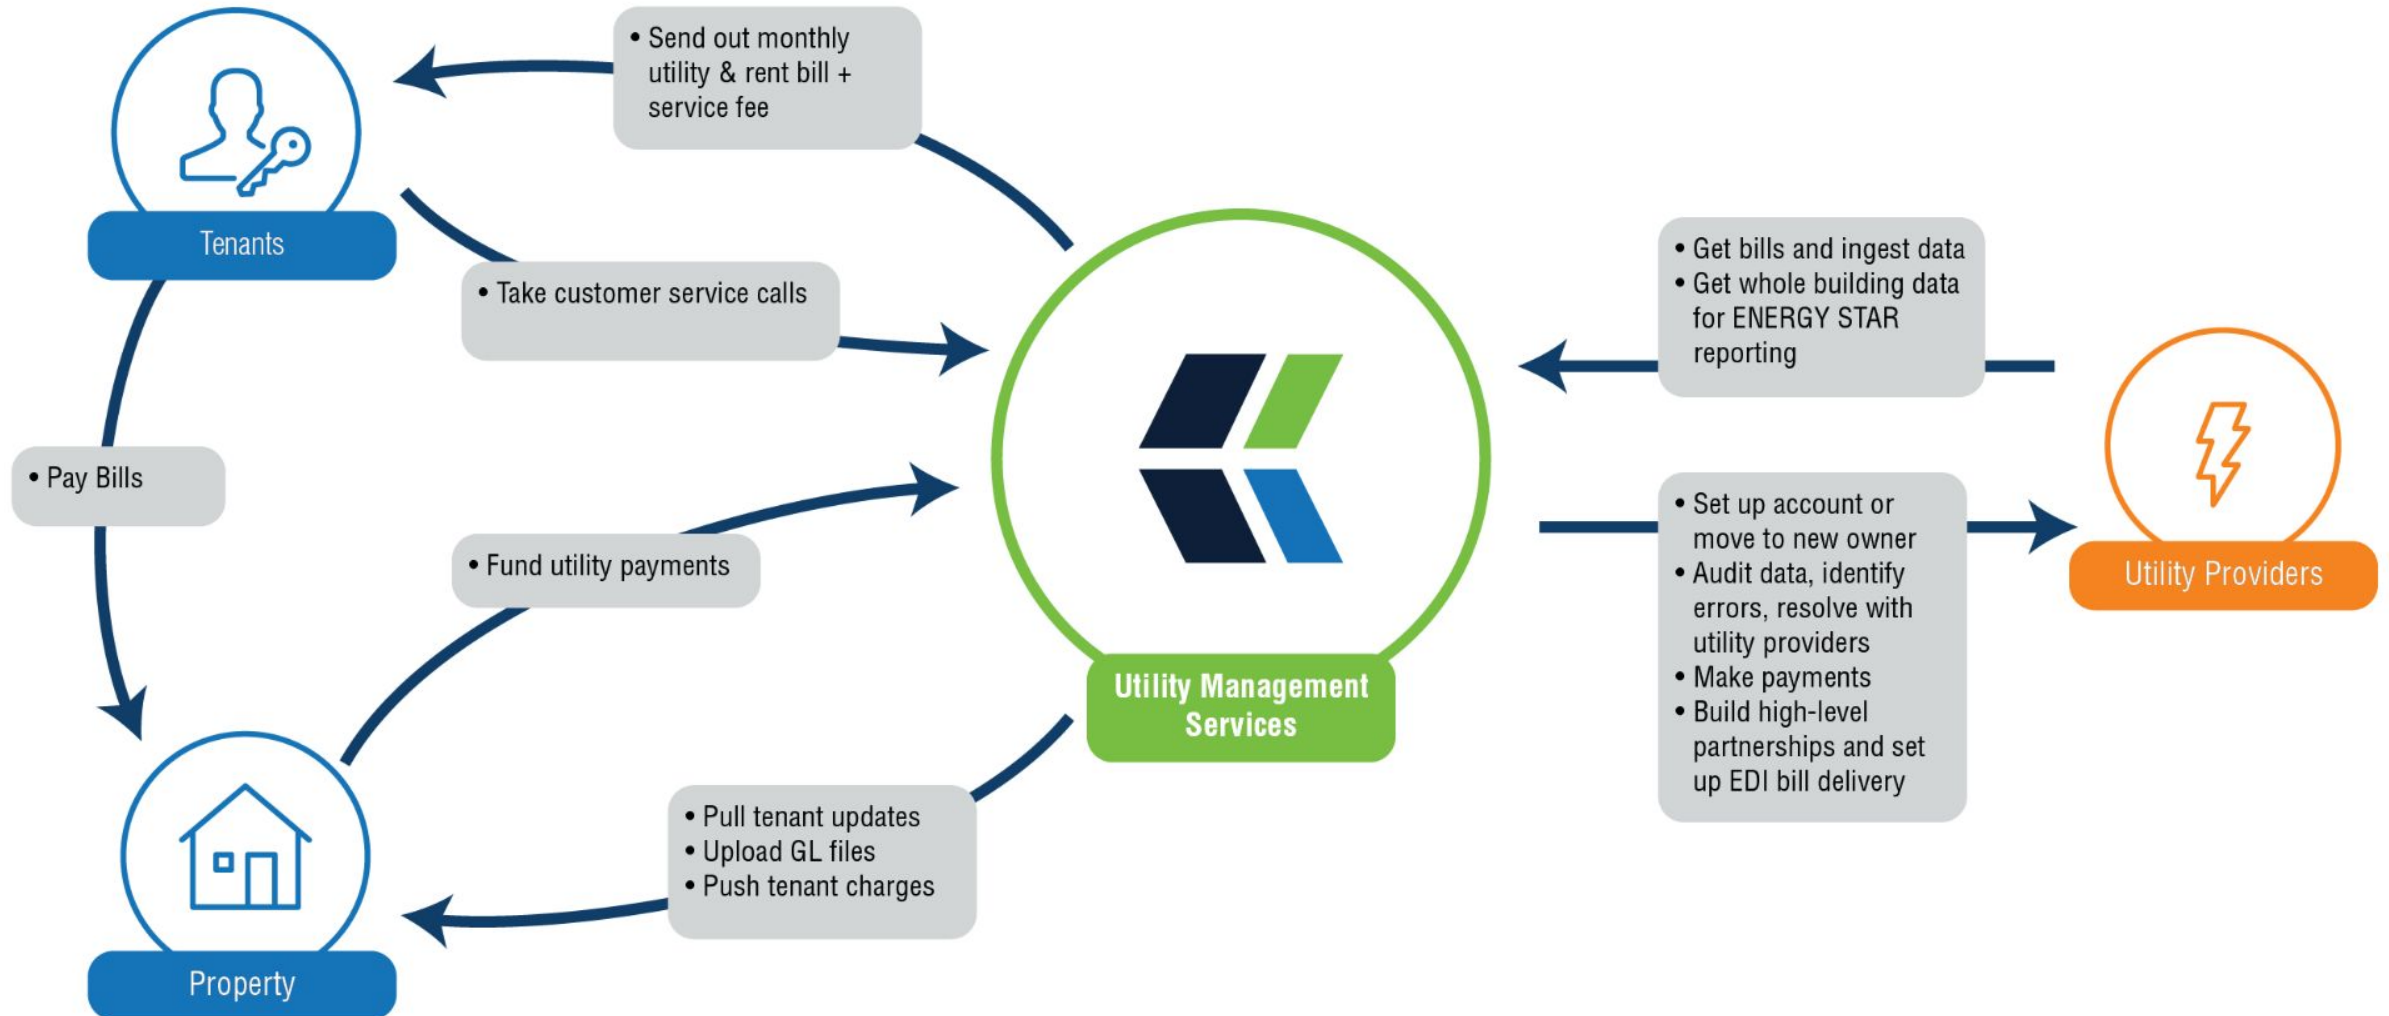 • Send out monthly
utility & rent bill +
service fee
Tenants
• Take customer service calls
• Get bills and ingest data
• Get whole building data
for ENERGY STAR
reporting
• Pay Bills
• Fund utility payments
• Set up account or
move to new owner
• Audit data, identify
errors, resolve with
utility providers
• Make payments
• Build high-level
partnerships and set
up EDI bill delivery
Utility Providers
Utility Management
Services
• Pull tenant updates
• Upload GL files
• Push tenant charges
Property